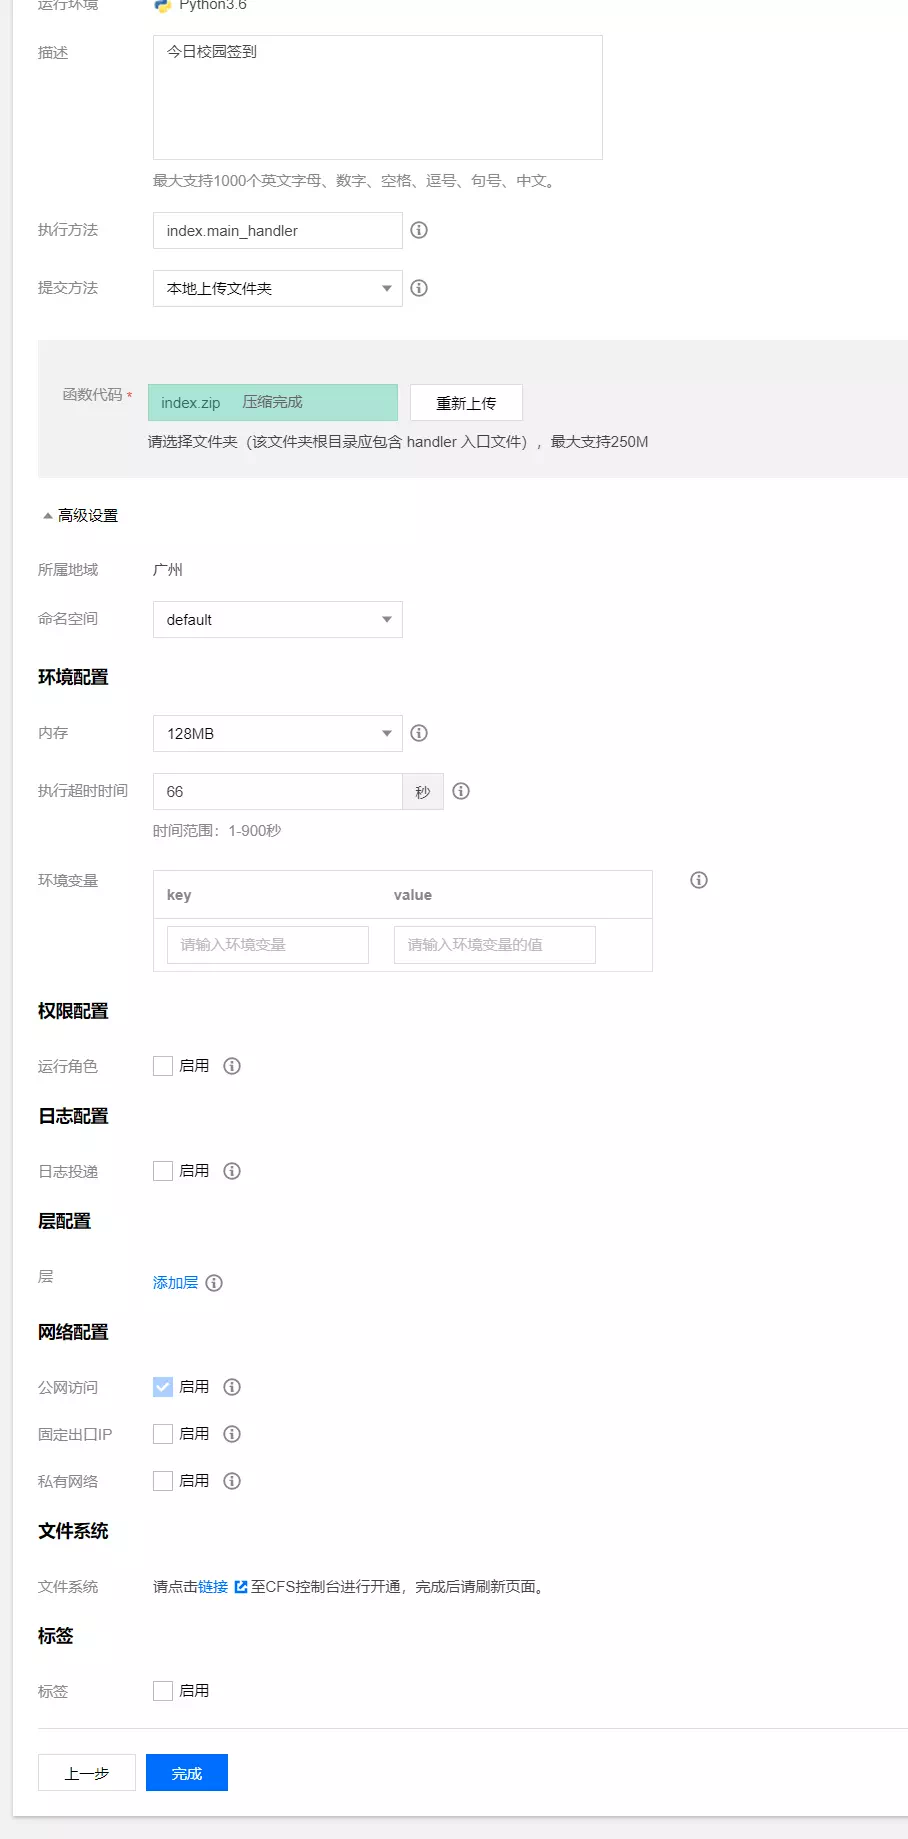 运行环境 Python3.6
描述 今日校园签到
最大支持1000个英文字母、数字、空格、逗号、句号、中文。
执行方法 index.main_handler
提交方法 本地上传文件夹
函数代码 * index.zip 压缩完成 重新上传
请选择文件夹（该文件夹根目录应包含 handler 入口文件），最大支持250M
高级设置
所属地域 广州
命名空间 default
环境配置
内存 128MB
执行超时时间 66 秒
时间范围：1-900秒
环境变量 key value
请输入环境变量 请输入环境变量的值
权限配置
运行角色 启用
日志配置
日志投递 启用
层配置
层 添加层
网络配置
公网访问 启用
固定出口IP 启用
私有网络 启用
文件系统
文件系统 请点击链接至CFS控制台进行开通，完成后请刷新页面。
标签
标签 启用
上一步 完成